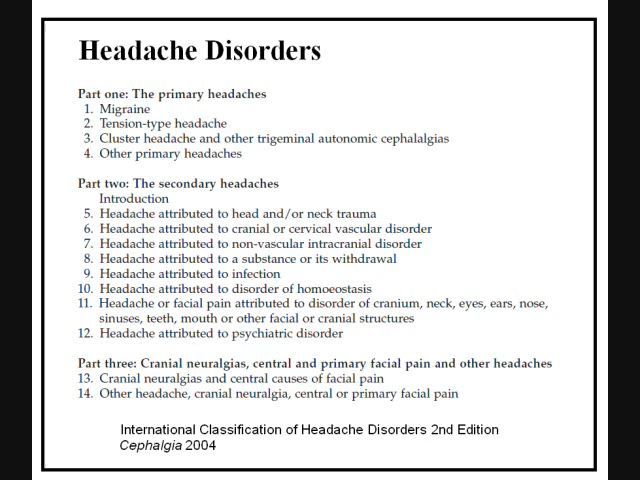 Headache Disorders
Part one: The primary headaches
1. Migraine
2. Tension-type headache
3. Cluster headache and other trigeminal autonomic cephalalgias
4. Other primary headaches
Part two: The secondary headaches
Introduction
5. Headache attributed to head and/or neck trauma
6. Headache attributed to cranial or cervical vascular disorder
7. Headache attributed to non-vascular intracranial disorder
8. Headache attributed to a substance or its withdrawal
9. Headache attributed to infection
10. Headache attributed to disorder of homoeostasis
11. Headache or facial pain attributed to disorder of cranium, neck, eyes, ears, nose,
sinuses, teeth, mouth or other facial or cranial structures
12. Headache attributed to psychiatric disorder
Part three: Cranial neuralgias, central and primary facial pain and other headaches
13. Cranial neuralgias and central causes of facial pain
14. Other headache, cranial neuralgia, central or primary facial pain
International Classification of Headache Disorders 2nd Edition
Cephalgia 2004